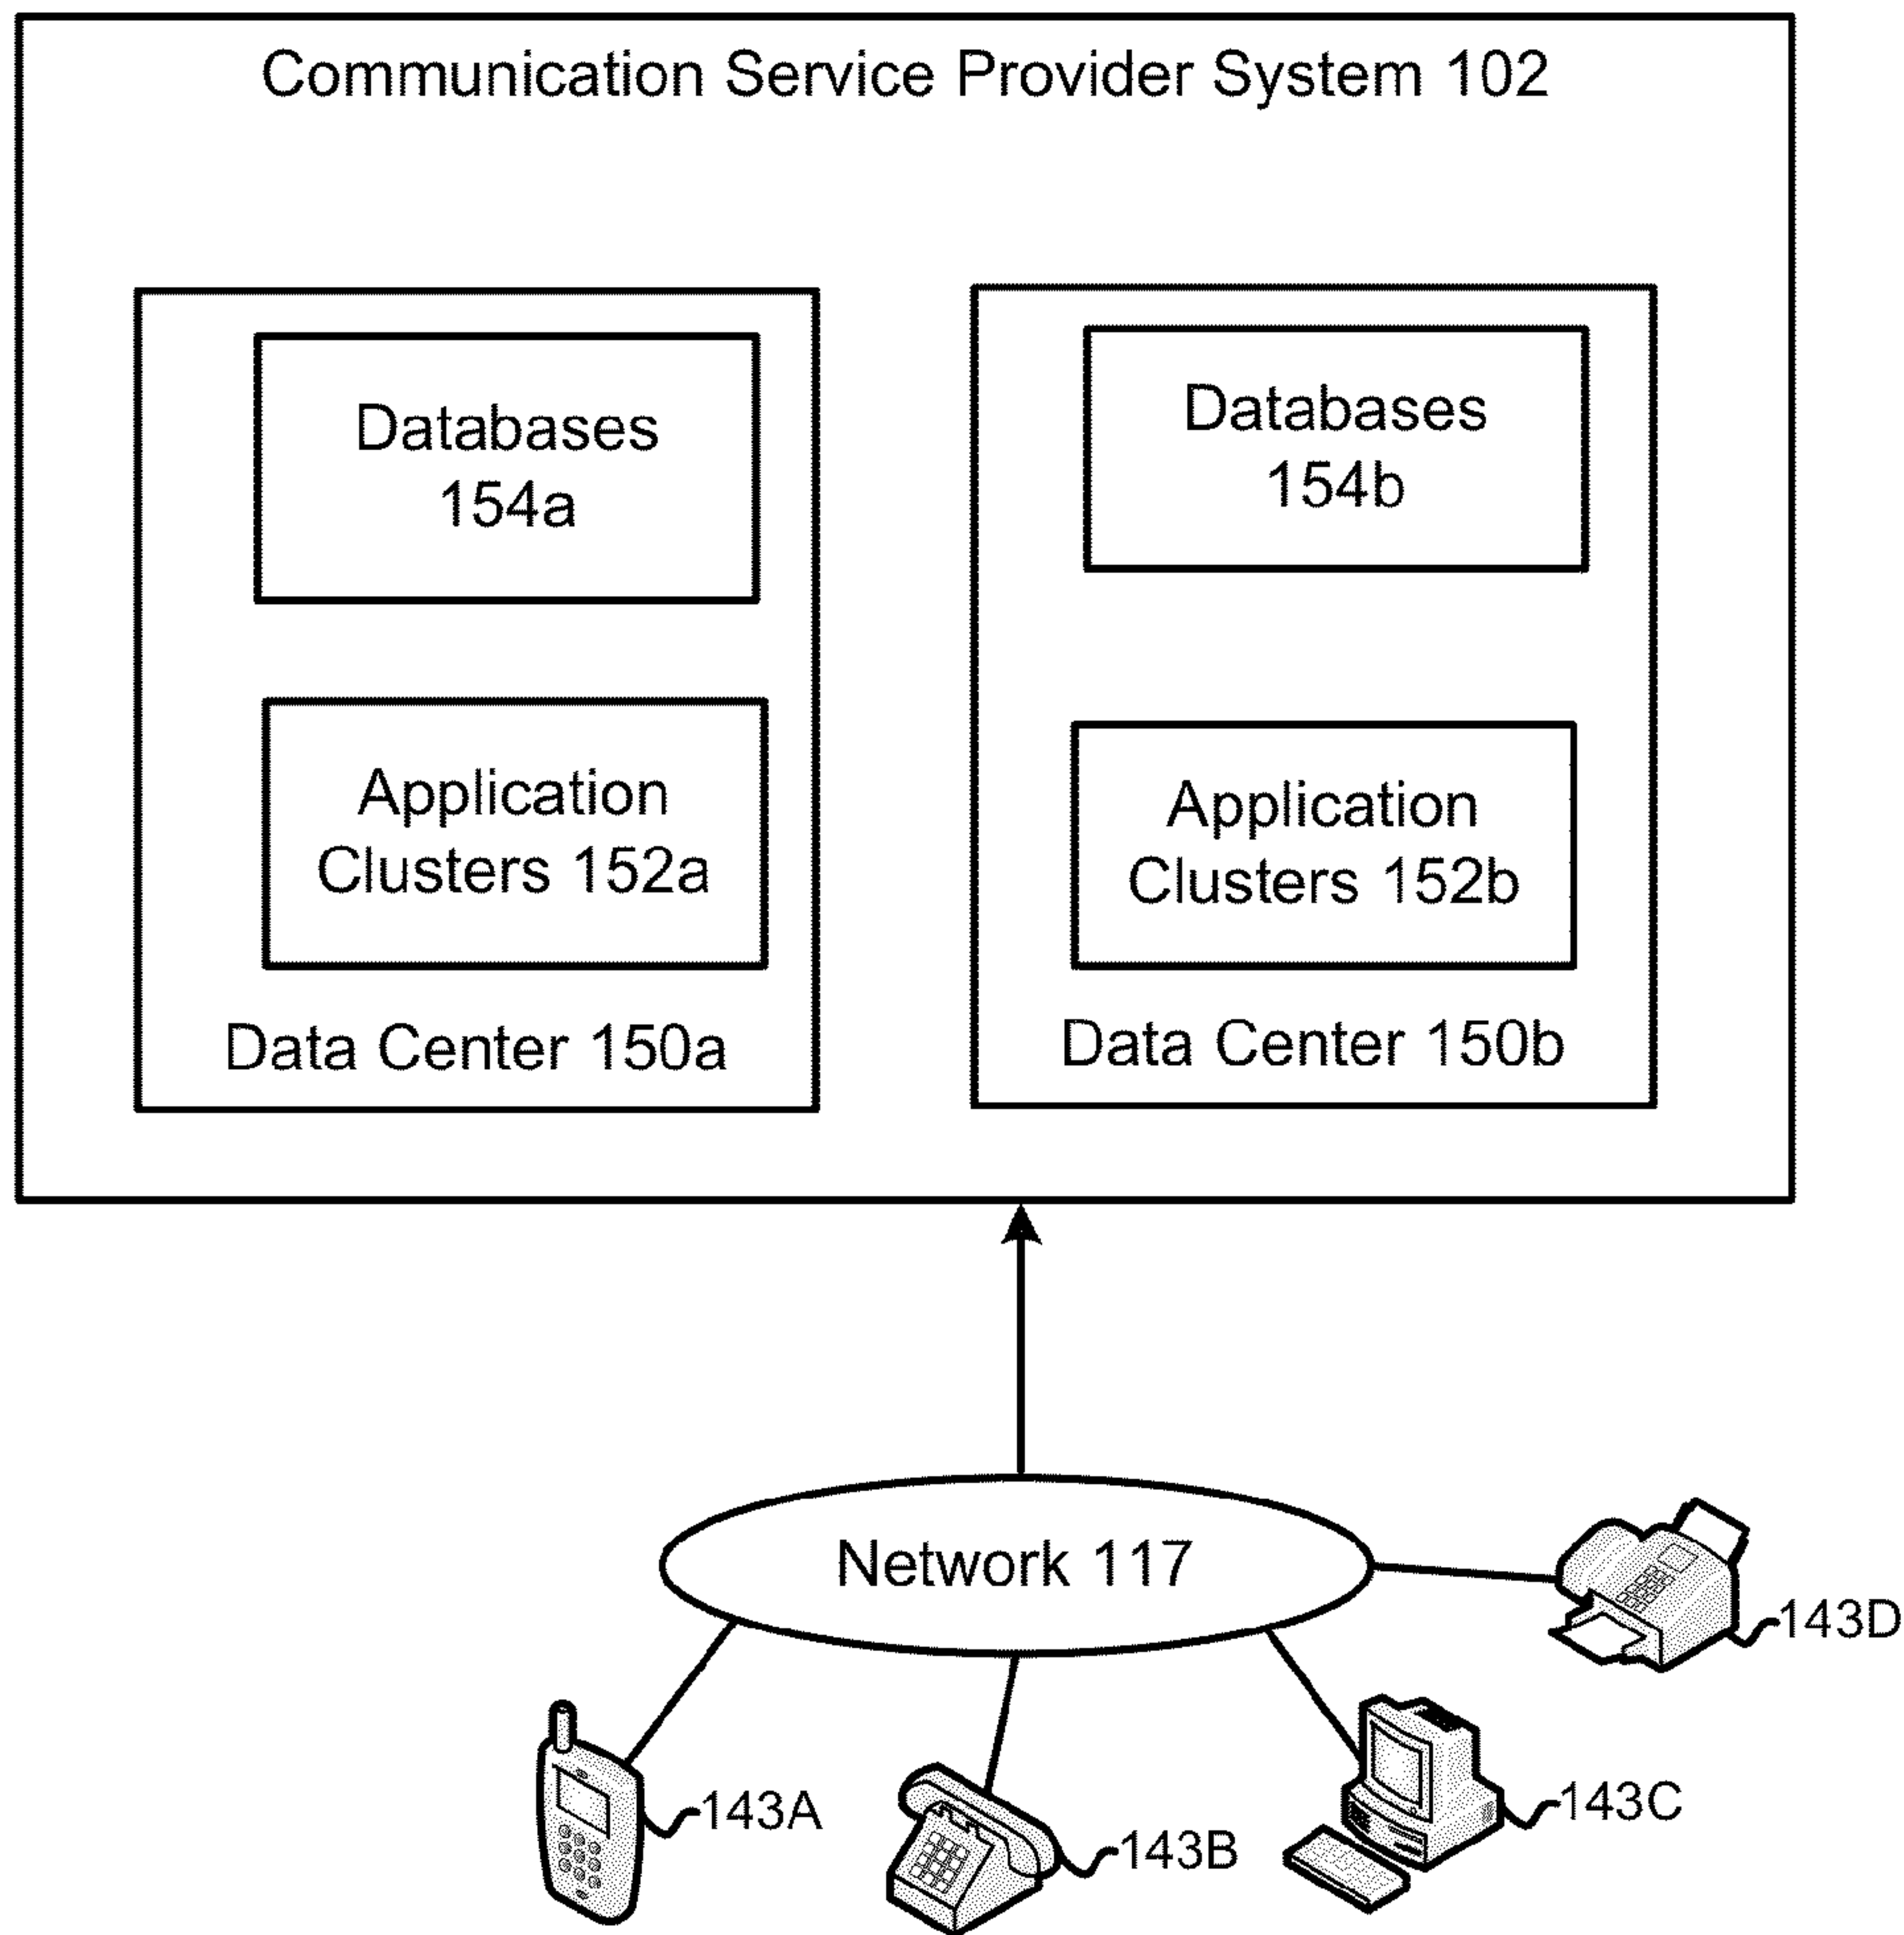 Communication Service Provider System 102
Databases
154a
Application
Clusters 152a
Data Center 150a
Databases
154b
Application
Clusters 152b
Data Center 150b
Network 117
143D
143A
143B
143C